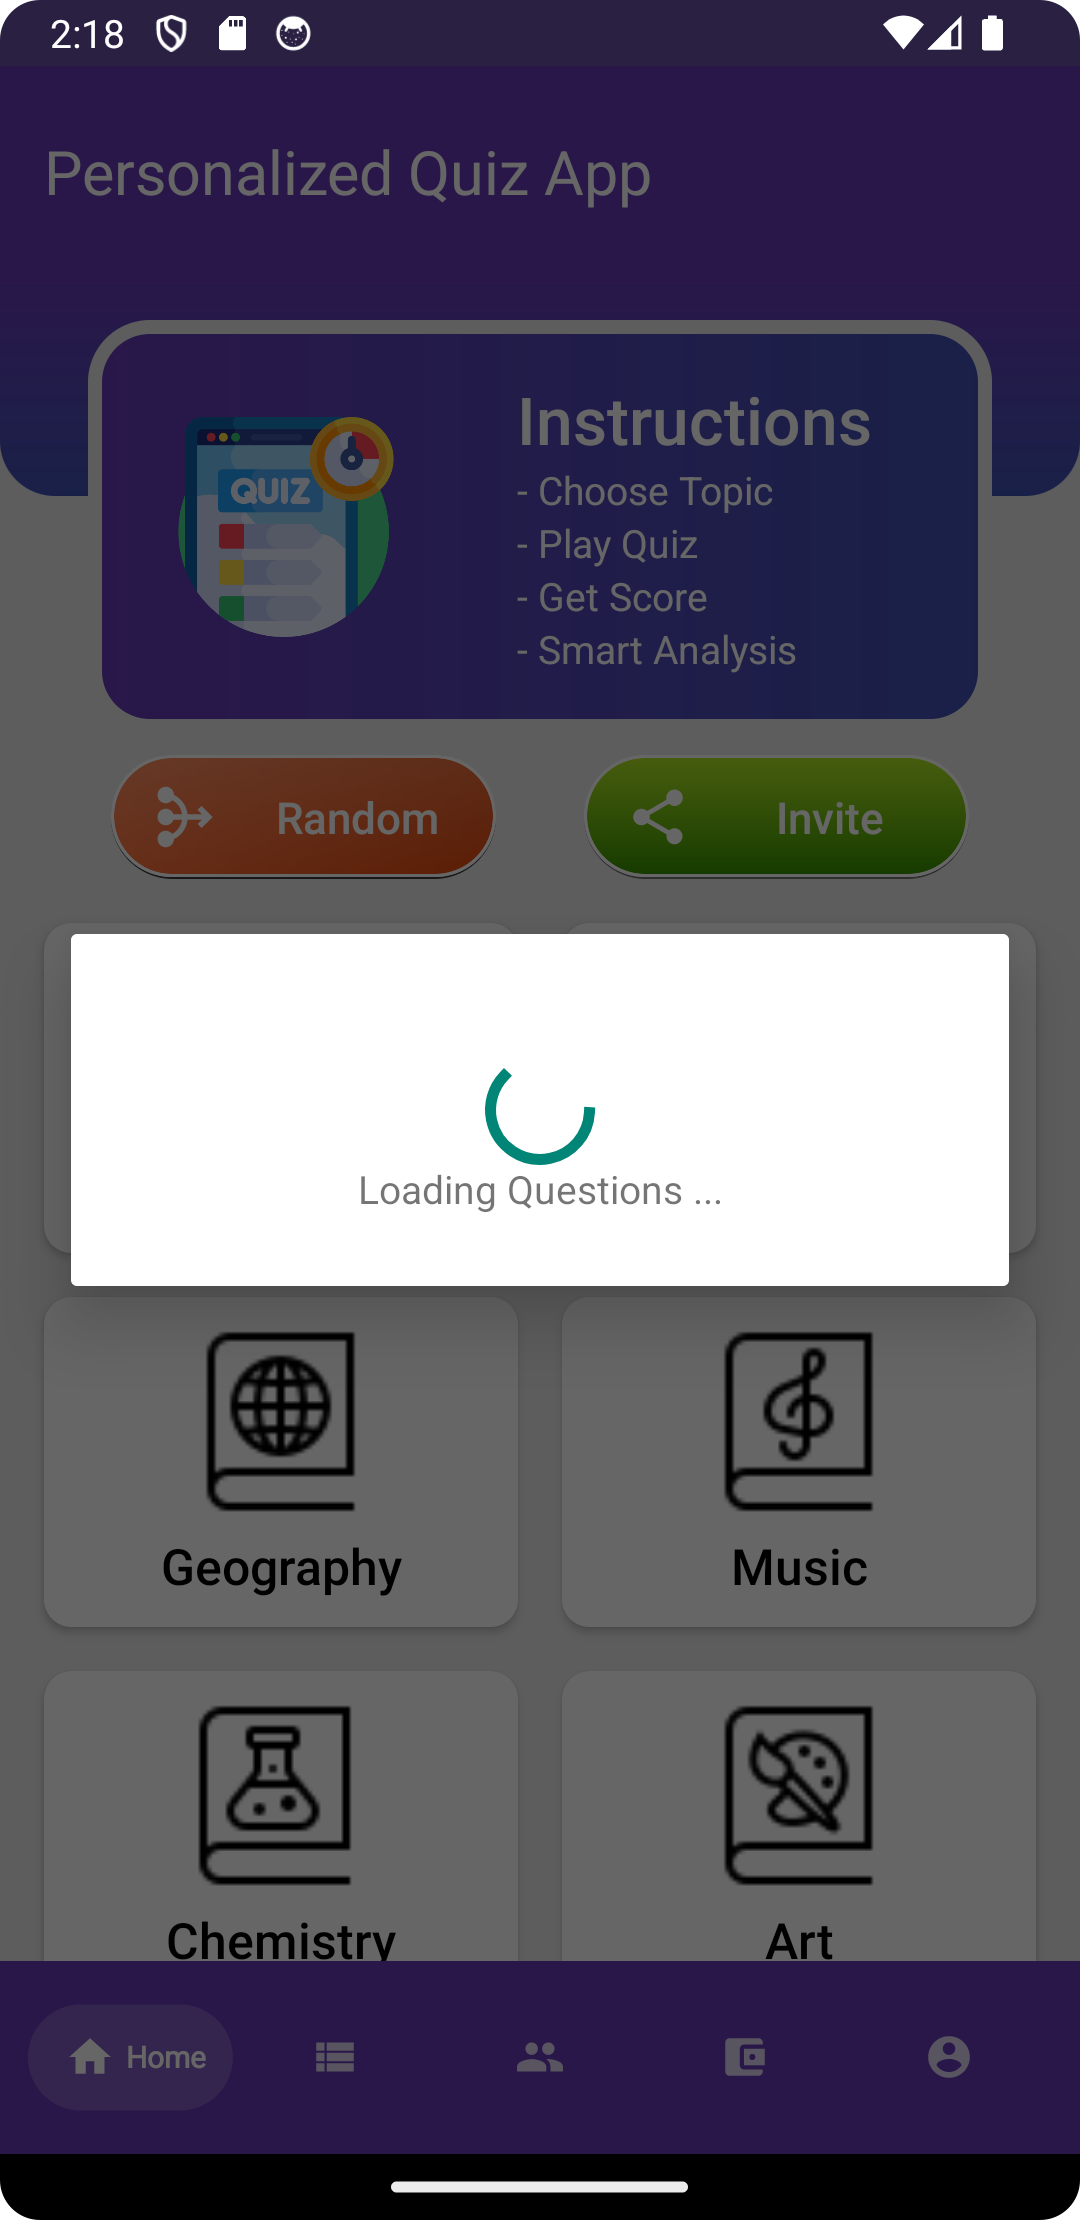 2:18
Personalized Quiz App
QUIZ
Instructions
- Choose Topic
- Play Quiz
- Get Score
- Smart Analysis
Random
Invite
Loading Questions ...
Geography
Music
Chemistry
Art
Home